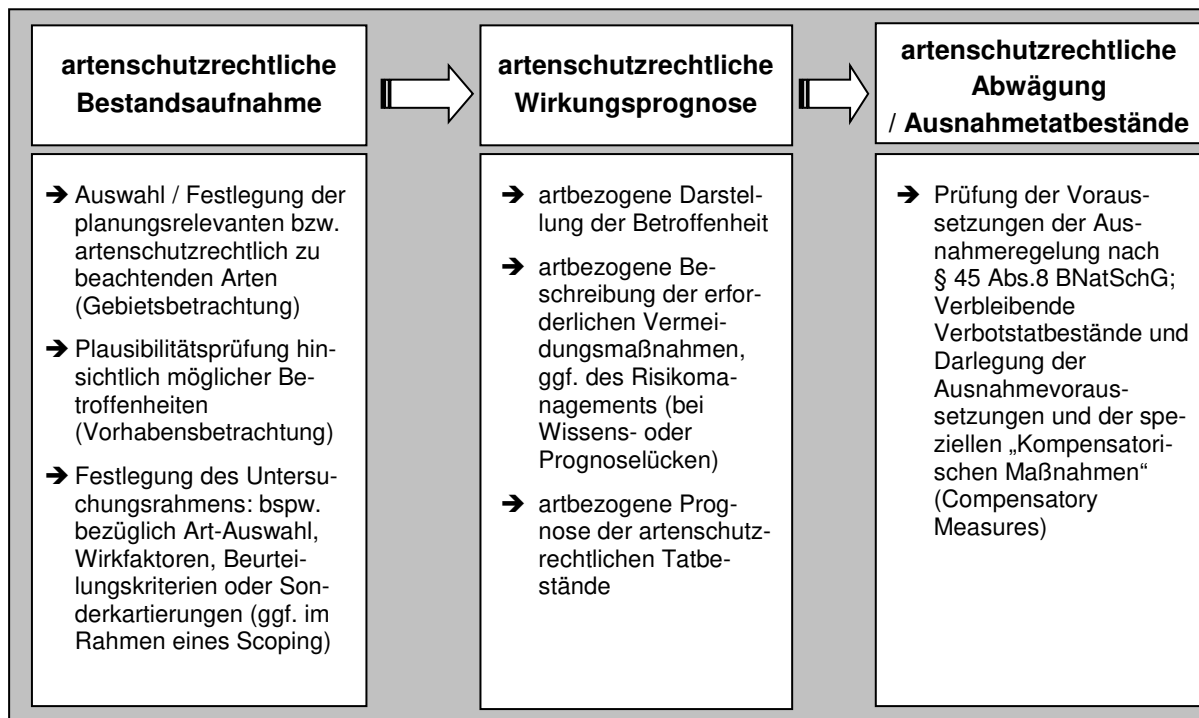 artenschutzrechtliche
Bestandsaufnahme
➔ Auswahl / Festlegung der
planungsrelevanten bzw.
artenschutzrechtlich zu
beachtenden Arten
(Gebietsbetrachtung)
➔ Plausibilitätsprüfung hin-
sichtlich möglicher Be-
troffenheiten
(Vorhabensbetrachtung)
➔ Festlegung des Untersu-
chungsrahmens: bspw.
bezüglich Art-Auswahl,
Wirkfaktoren, Beurtei-
lungskriterien oder Son-
derkartierungen (ggf. im
Rahmen eines Scoping)
artenschutzrechtliche
Wirkungsprognose
➔ artbezogene Darstel-
lung der Betroffenheit
➔ artbezogene Be-
schreibung der erfor-
derlichen Vermei-
dungsmaßnahmen,
ggf. des Risikoma-
nagements (bei
Wissens- oder
Prognoselücken)
➔ artbezogene Prog-
nose der artenschutz-
rechtlichen Tatbe-
stände
artenschutzrechtliche
Abwägung
/ Ausnahmetatbestände
➔ Prüfung der Voraus-
setzungen der Aus-
nahmeregelung nach
§ 45 Abs.8 BNatSchG;
Verbleibende
Verbotstatbestände und
Darlegung der
Ausnahmevoraus-
setzungen und der spe-
ziellen „Kompensatori-
schen Maßnahmen“
(Compensatory
Measures)